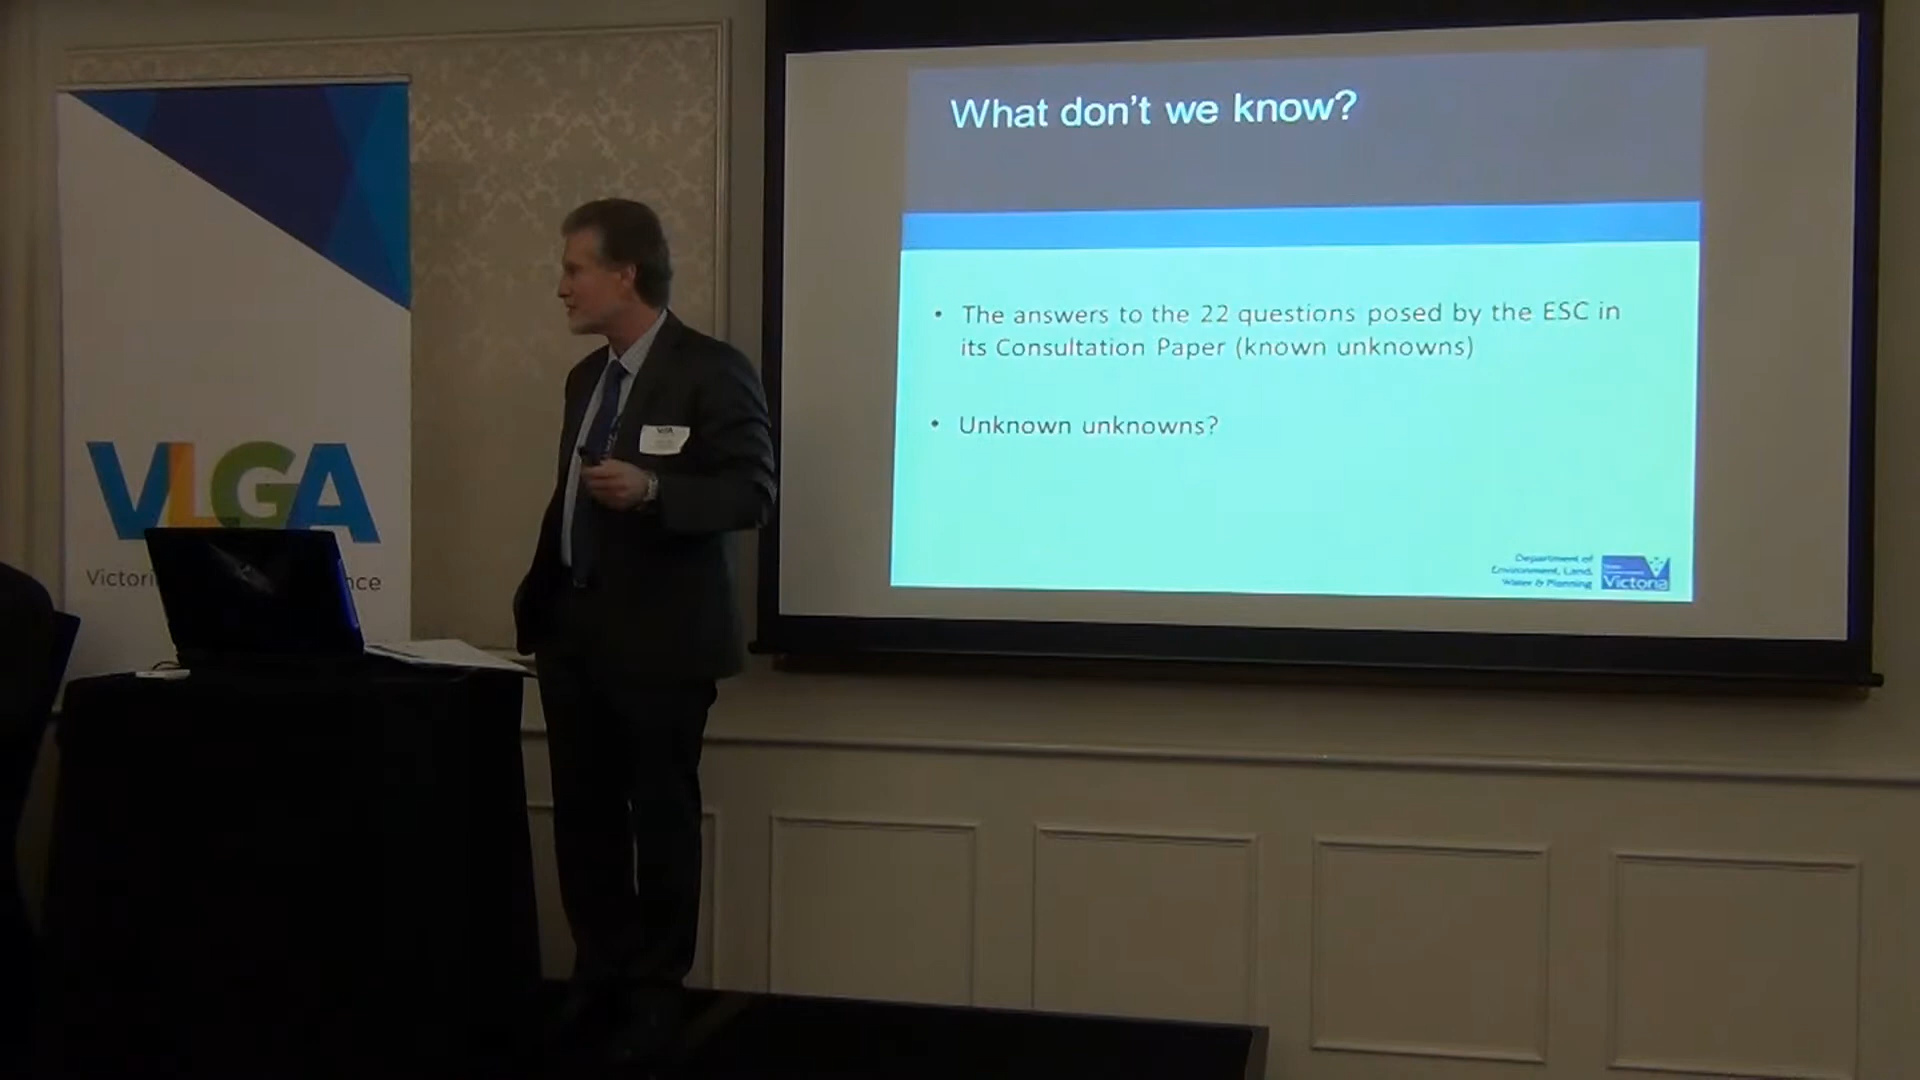 What don't we know?
• The answers to the 22 questions posed by the ESC in
its Consultation Paper (known unknowns)
• Unknown unknowns?
Department of
Environment, Land,
Water & Planning
Victoria
VLGA